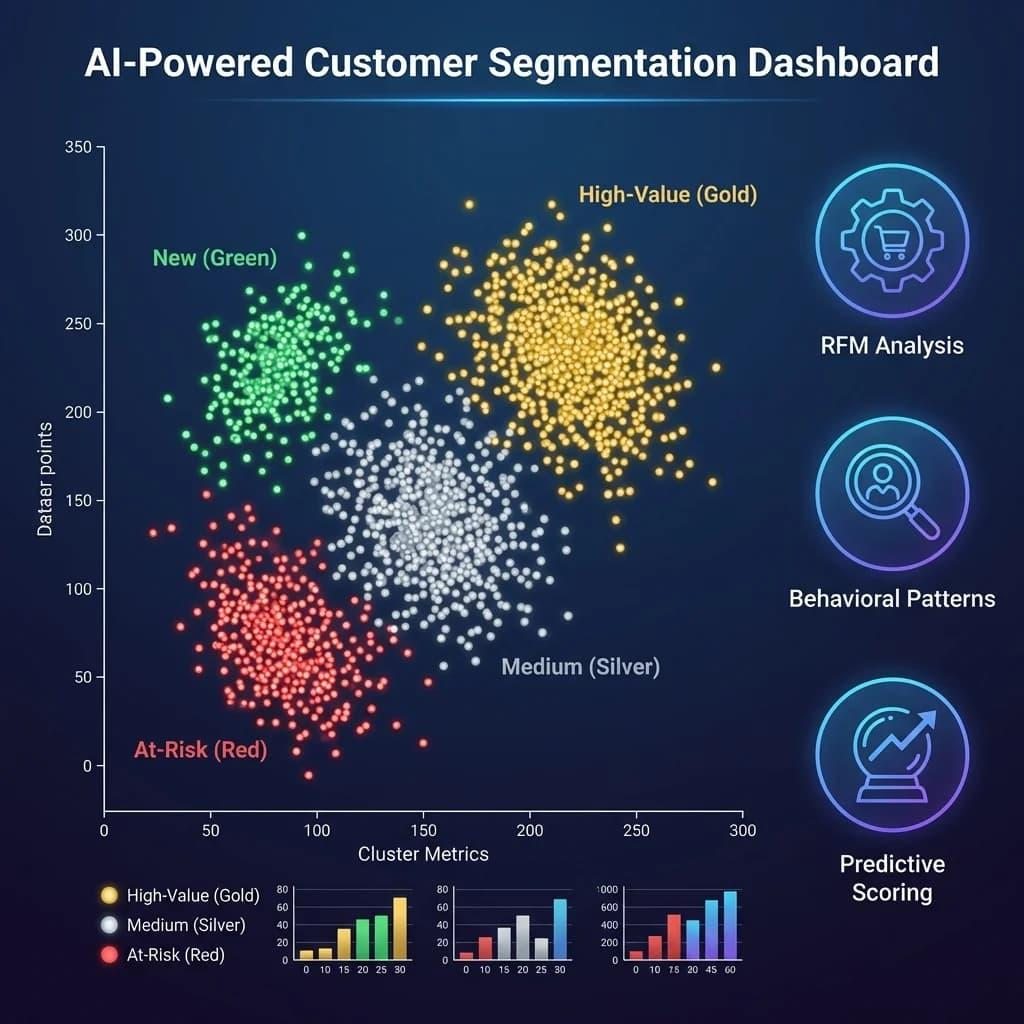 AI-Powered Customer Segmentation Dashboard
350
300
250
200
150
100
50
0
Dataær points
0 50 100 150 200 250 300
Cluster Metrics
New (Green)
High-Value (Gold)
Medium (Silver)
At-Risk (Red)
RFM Analysis
Behavioral Patterns
Predictive
Scoring
High-Value (Gold)
Medium (Silver)
At-Risk (Red)
80
60
40
20
0
0 10 15 20 25 30
80
60
40
20
0
0 10 15 20 25 30
1000
600
400
200
0
0 10 15 20 45 60